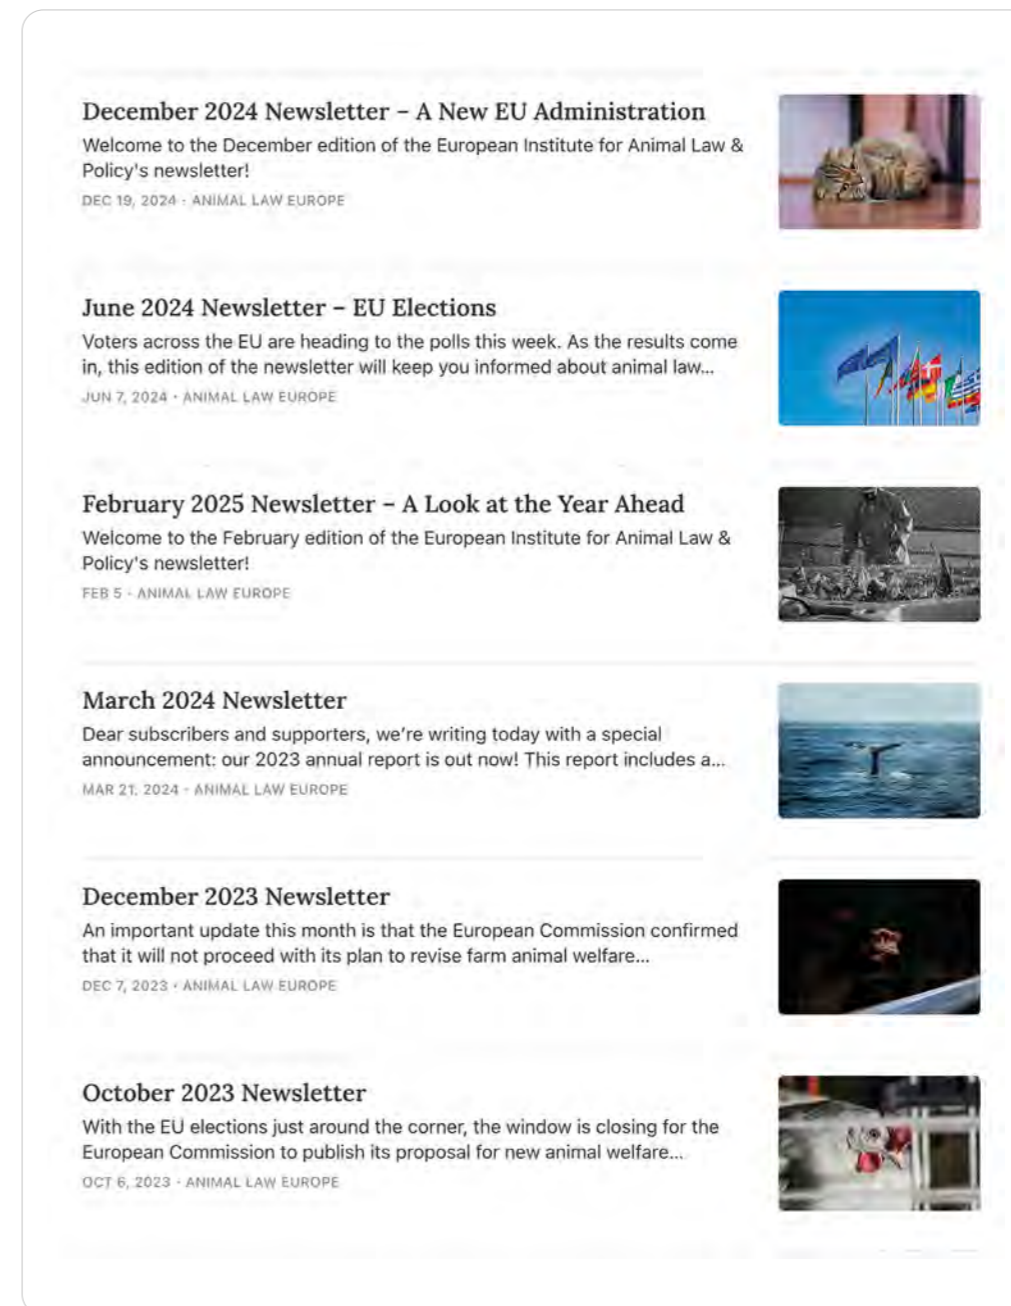 December 2024 Newsletter – A New EU Administration
Welcome to the December edition of the European Institute for Animal Law &
Policy's newsletter!
DEC 19, 2024 · ANIMAL LAW EUROPE
June 2024 Newsletter – EU Elections
Voters across the EU are heading to the polls this week. As the results come
in, this edition of the newsletter will keep you informed about animal law...
JUN 7, 2024 · ANIMAL LAW EUROPE
February 2025 Newsletter – A Look at the Year Ahead
Welcome to the February edition of the European Institute for Animal Law &
Policy's newsletter!
FEB 5 · ANIMAL LAW EUROPE
March 2024 Newsletter
Dear subscribers and supporters, we're writing today with a special
announcement: our 2023 annual report is out now! This report includes a...
MAR 21, 2024 · ANIMAL LAW EUROPE
December 2023 Newsletter
An important update this month is that the European Commission confirmed
that it will not proceed with its plan to revise farm animal welfare...
DEC 7, 2023 · ANIMAL LAW EUROPE
October 2023 Newsletter
With the EU elections just around the corner, the window is closing for the
European Commission to publish its proposal for new animal welfare...
OCT 6, 2023 · ANIMAL LAW EUROPE